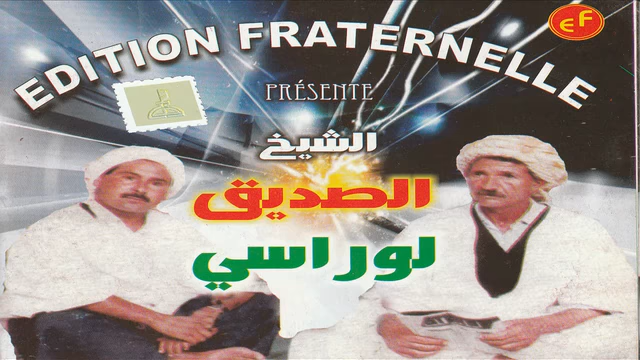 EDITION FRATERNELLE
EF
PRÉSENTE
الشيخ
الصديق
لوراسي